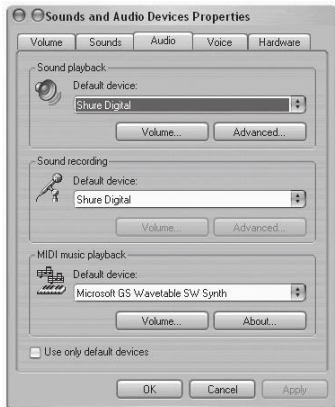 Sounds and Audio Devices Properties
Volume Sounds Audio Voice Hardware
Sound playback
Default device:
Shure Digital
Volume... Advanced...
Sound recording
Default device:
Shure Digital
Volume... Advanced...
MIDI music playback
Default device:
Microsoft GS Wavetable SW Synth
Volume... About...
Use only default devices
OK Cancel Apply